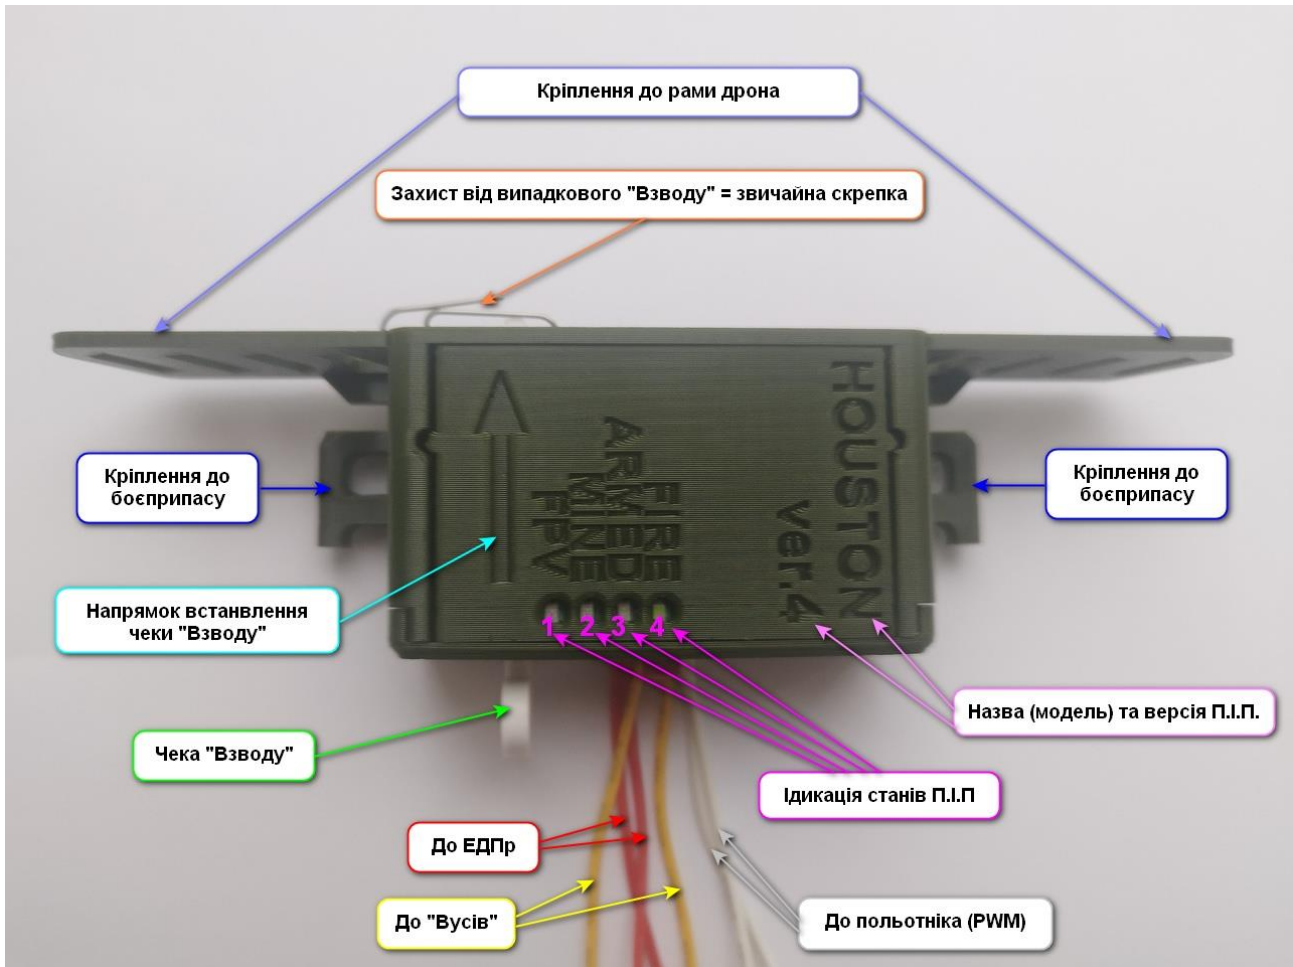 Кріплення до рами дрона
Захист від випадкового "Взводу" = звичайна скрепка
Кріплення до
боєприпасу
Кріплення до
боєприпасу
HOUSTON
ver.4
FIRE
ARMED
MINE
FPV
Напрямок встанвлення
чеки "Взводу"
1 2 3 4
Назва (модель) та версія П.І.П.
Чека "Взводу"
Ідикація станів П.І.П
До ЕДПр
До "Вусів"
До польотніка (PWM)